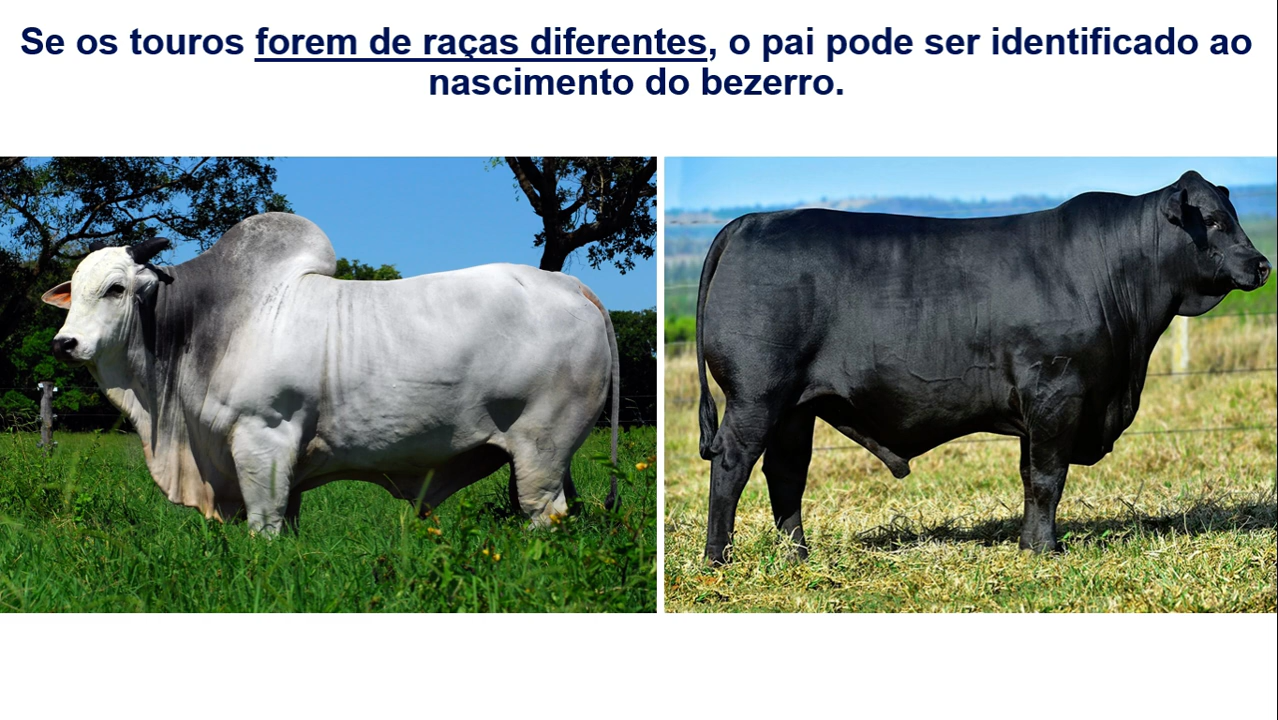 Se os touros forem de raças diferentes, o pai pode ser identificado ao
nascimento do bezerro.